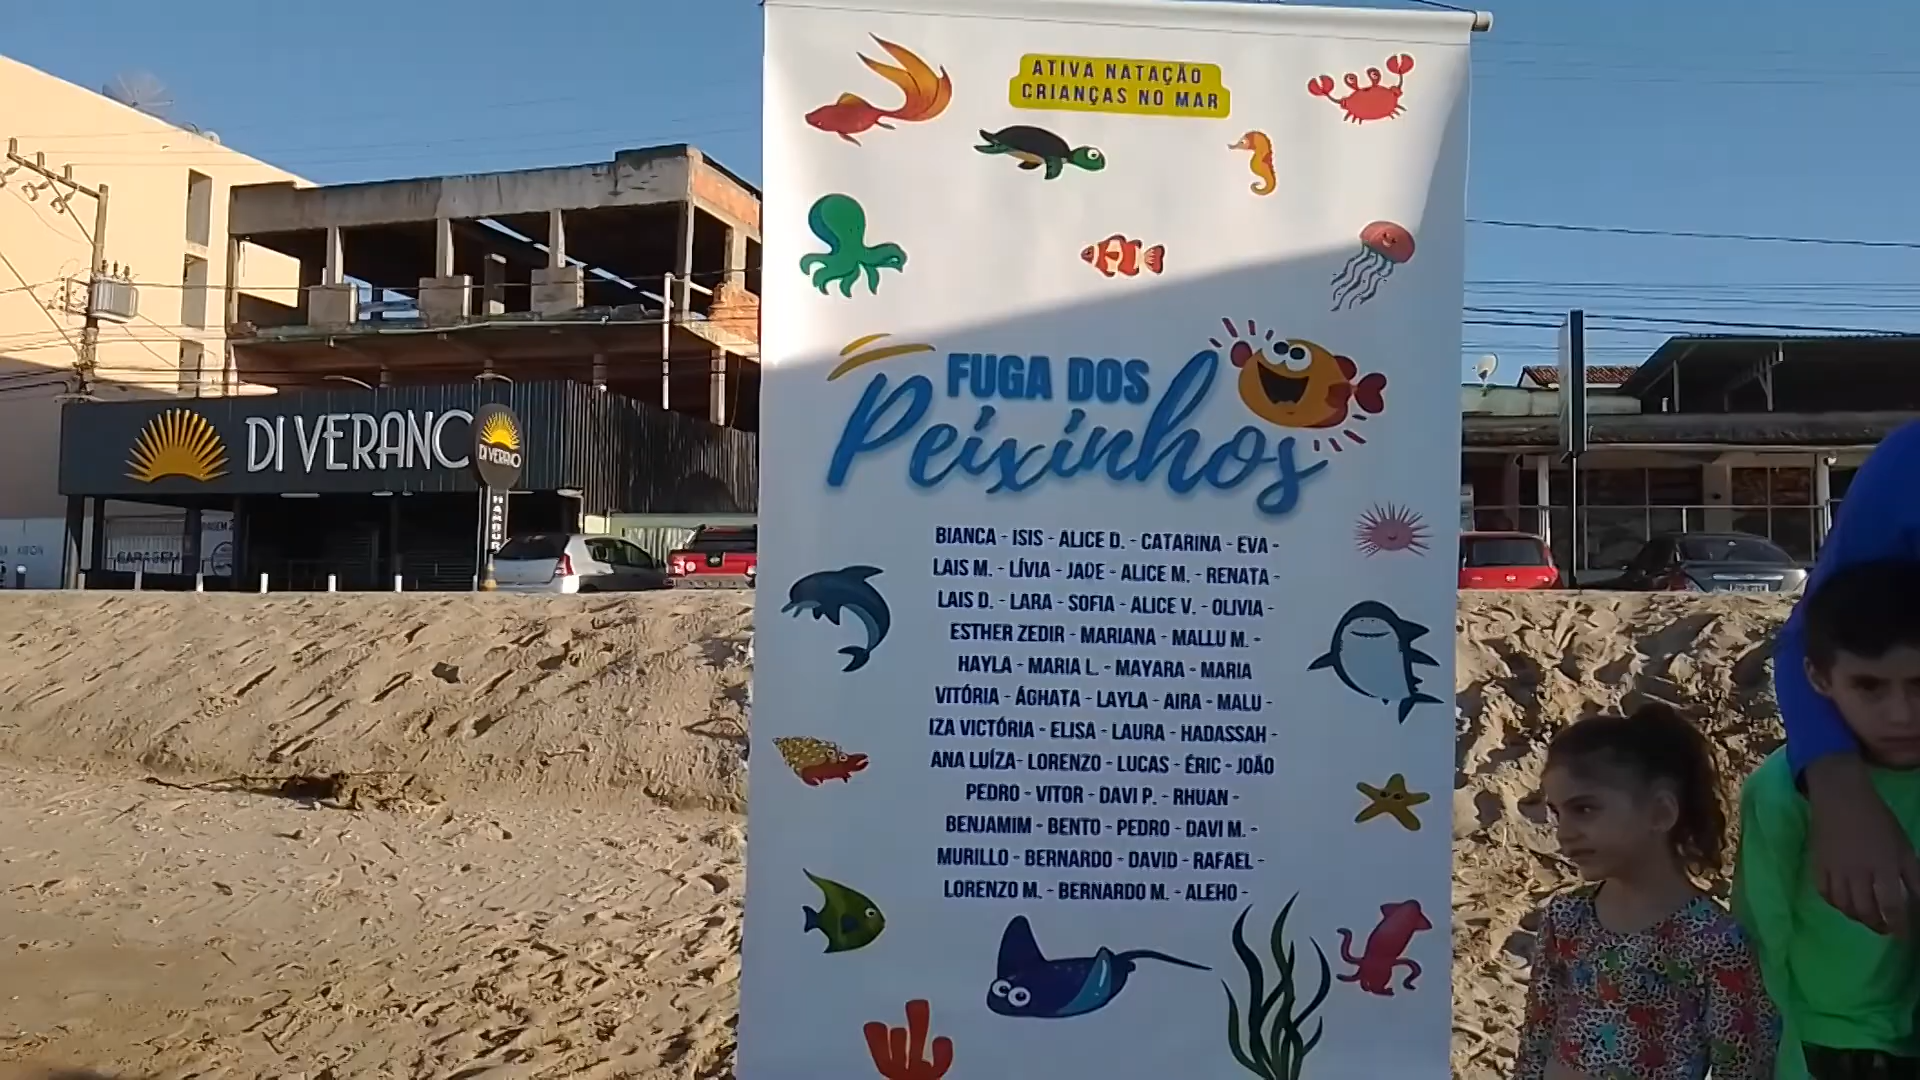 ATIVA NATAÇÃO
CRIANÇAS NO MAR
FUGA DOS
Peixinhos
BIANCA - ISIS - ALICE D. - CATARINA - EVA -
LAIS M. - LÍVIA - JADE - ALICE M. - RENATA -
LAIS D. - LARA - SOFIA - ALICE V. - OLIVIA -
ESTHER ZEDIR - MARIANA - MALLU M. -
HAYLA - MARIA L. - MAYARA - MARIA
VITÓRIA - ÁGHATA - LAYLA - AIRA - MALU -
IZA VICTÓRIA - ELISA - LAURA - HADASSAH -
ANA LUÍZA- LORENZO - LUCAS - ÉRIC - JOÃO
PEDRO - VITOR - DAVI P. - RHUAN -
BENJAMIM - BENTO - PEDRO - DAVI M. -
MURILLO - BERNARDO - DAVID - RAFAEL -
LORENZO M. - BERNARDO M. - ALEHO -
DI VERANO
DI VERANO
HAMBUR
GARAGEM